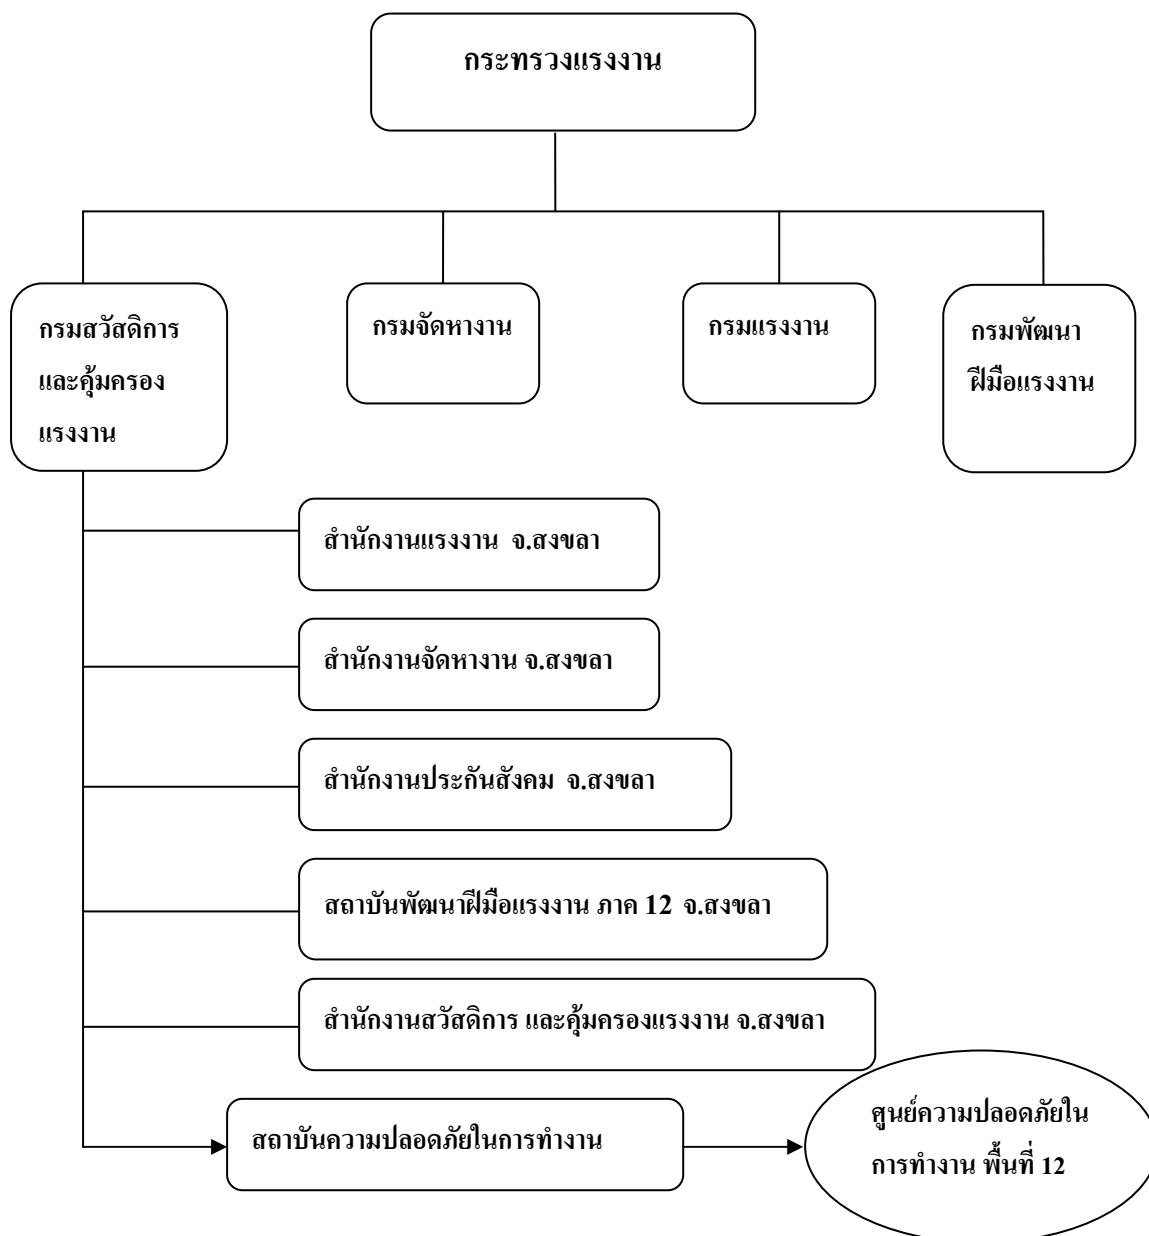 กระทรวงแรงงาน
กรมสวัสดิการ
และคุ้มครอง
แรงงาน
กรมจัดหางาน
กรมแรงงาน
กรมพัฒนา
ฝีมือแรงงาน
สำนักงานแรงงาน จ.สงขลา
สำนักงานจัดหางาน จ.สงขลา
สำนักงานประกันสังคม จ.สงขลา
สถาบันพัฒนาฝีมือแรงงาน ภาค 12 จ.สงขลา
สำนักงานสวัสดิการ และคุ้มครองแรงงาน จ.สงขลา
สถาบันความปลอดภัยในการทำงาน
ศูนย์ความปลอดภัยใน
การทำงาน พื้นที่ 12